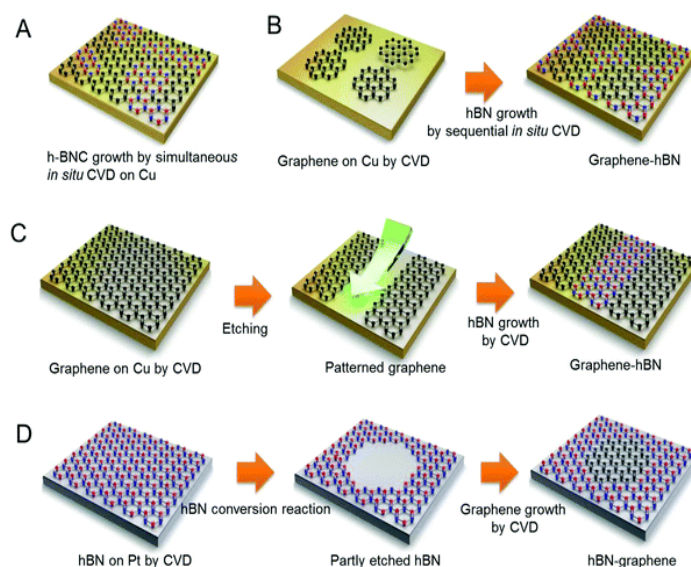 A
h-BNC growth by simultaneous
in situ CVD on Cu
B
Graphene on Cu by CVD
hBN growth
by sequential in situ CVD
Graphene-hBN
C
Graphene on Cu by CVD
Etching
Patterned graphene
hBN growth
by CVD
Graphene-hBN
D
hBN on Pt by CVD
hBN conversion reaction
Partly etched hBN
Graphene growth
by CVD
hBN-graphene